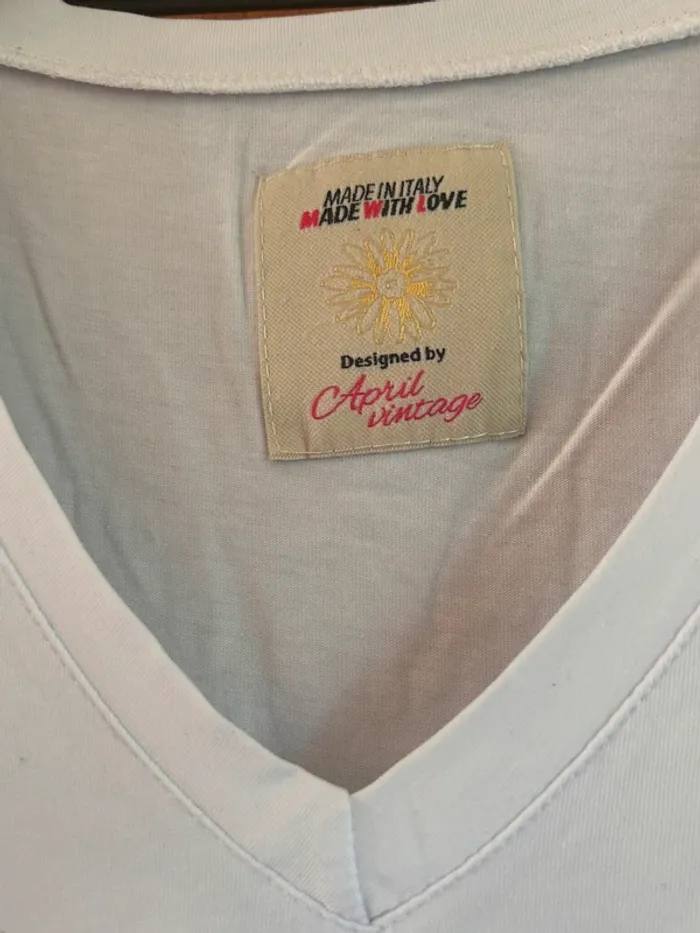 MADE IN ITALY
MADE WITH LOVE
Designed by
April
vintage